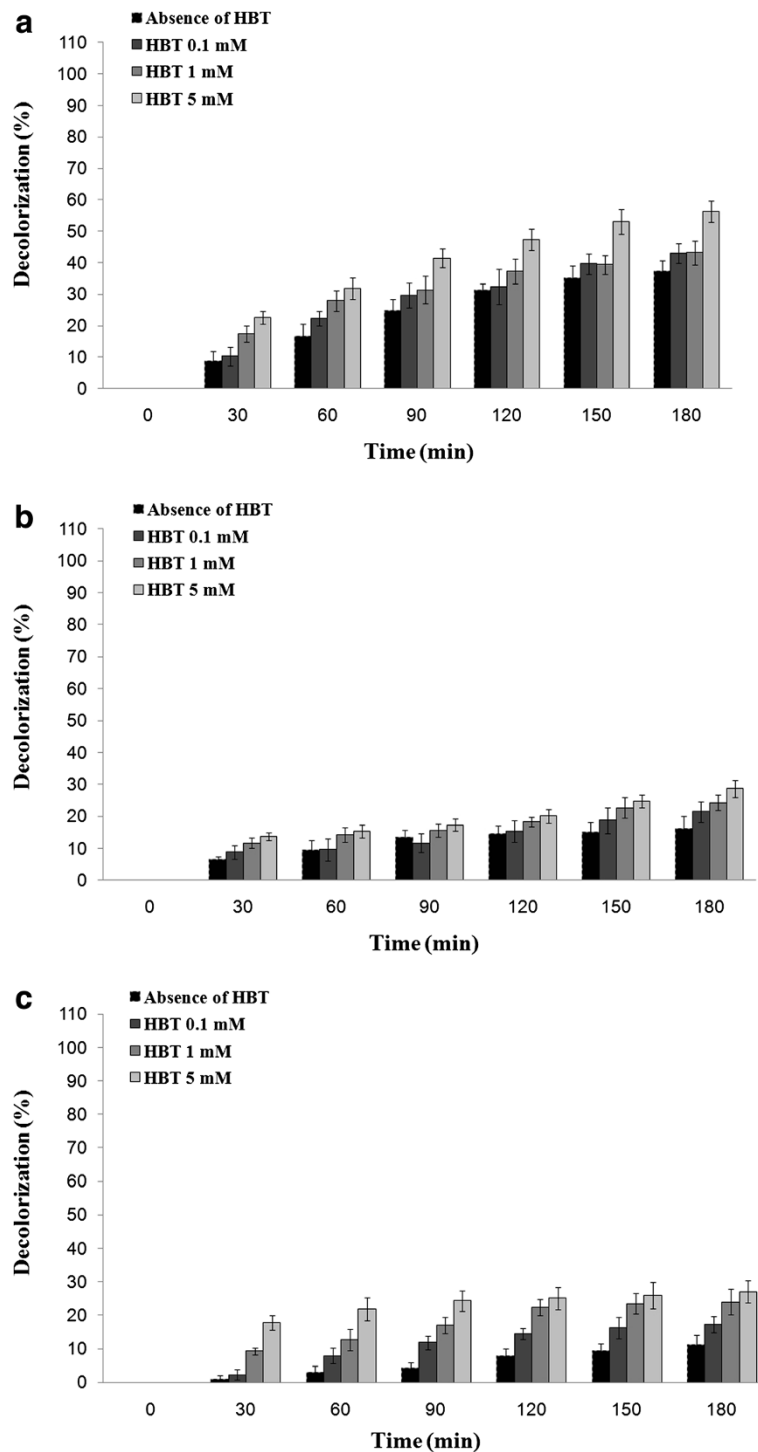 a
Absence of HBT
HBT 0.1 mM
HBT 1 mM
HBT 5 mM
Decolorization (%)
110
100
90
80
70
60
50
40
30
20
10
0
0 30 60 90 120 150 180
Time (min)
b
Absence of HBT
HBT 0.1 mM
HBT 1 mM
HBT 5 mM
Decolorization (%)
110
100
90
80
70
60
50
40
30
20
10
0
0 30 60 90 120 150 180
Time (min)
c
Absence of HBT
HBT 0.1 mM
HBT 1 mM
HBT 5 mM
Decolorization (%)
110
100
90
80
70
60
50
40
30
20
10
0
0 30 60 90 120 150 180
Time (min)